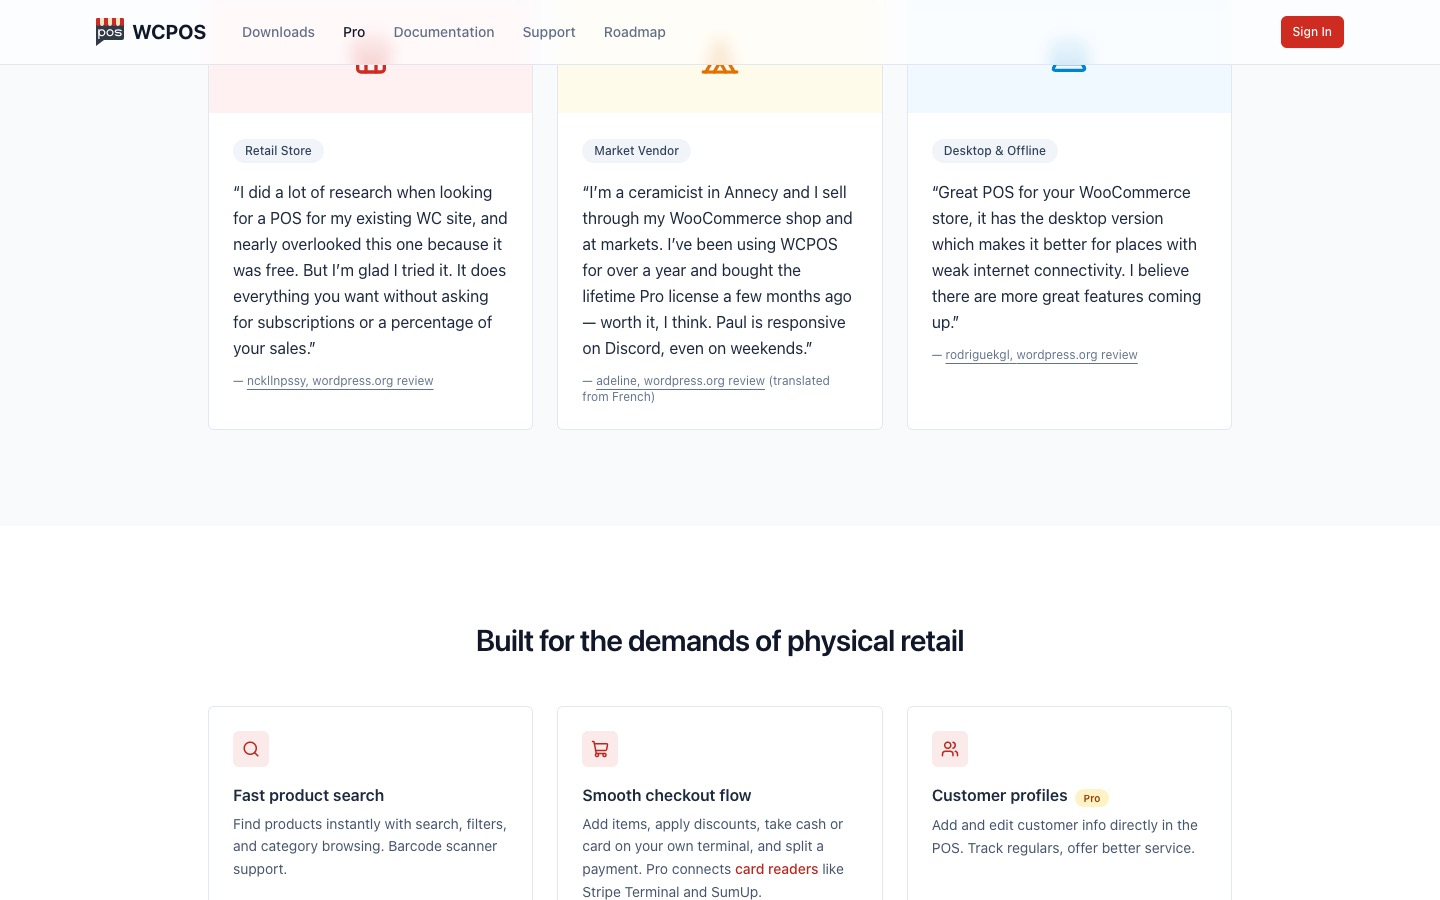 pos WCPOS Downloads Pro Documentation Support Roadmap Sign In
Retail Store
“I did a lot of research when looking
for a POS for my existing WC site, and
nearly overlooked this one because it
was free. But I’m glad I tried it. It does
everything you want without asking
for subscriptions or a percentage of
your sales.”
— nckllnpssy, wordpress.org review
Market Vendor
“I’m a ceramicist in Annecy and I sell
through my WooCommerce shop and
at markets. I’ve been using WCPOS
for over a year and bought the
lifetime Pro license a few months ago
— worth it, I think. Paul is responsive
on Discord, even on weekends.”
— adeline, wordpress.org review (translated
from French)
Desktop & Offline
“Great POS for your WooCommerce
store, it has the desktop version
which makes it better for places with
weak internet connectivity. I believe
there are more great features coming
up.”
— rodriguekgl, wordpress.org review
Built for the demands of physical retail
Fast product search
Find products instantly with search, filters,
and category browsing. Barcode scanner
support.
Smooth checkout flow
Add items, apply discounts, take cash or
card on your own terminal, and split a
payment. Pro connects card readers like
Stripe Terminal and SumUp.
Customer profiles Pro
Add and edit customer info directly in the
POS. Track regulars, offer better service.